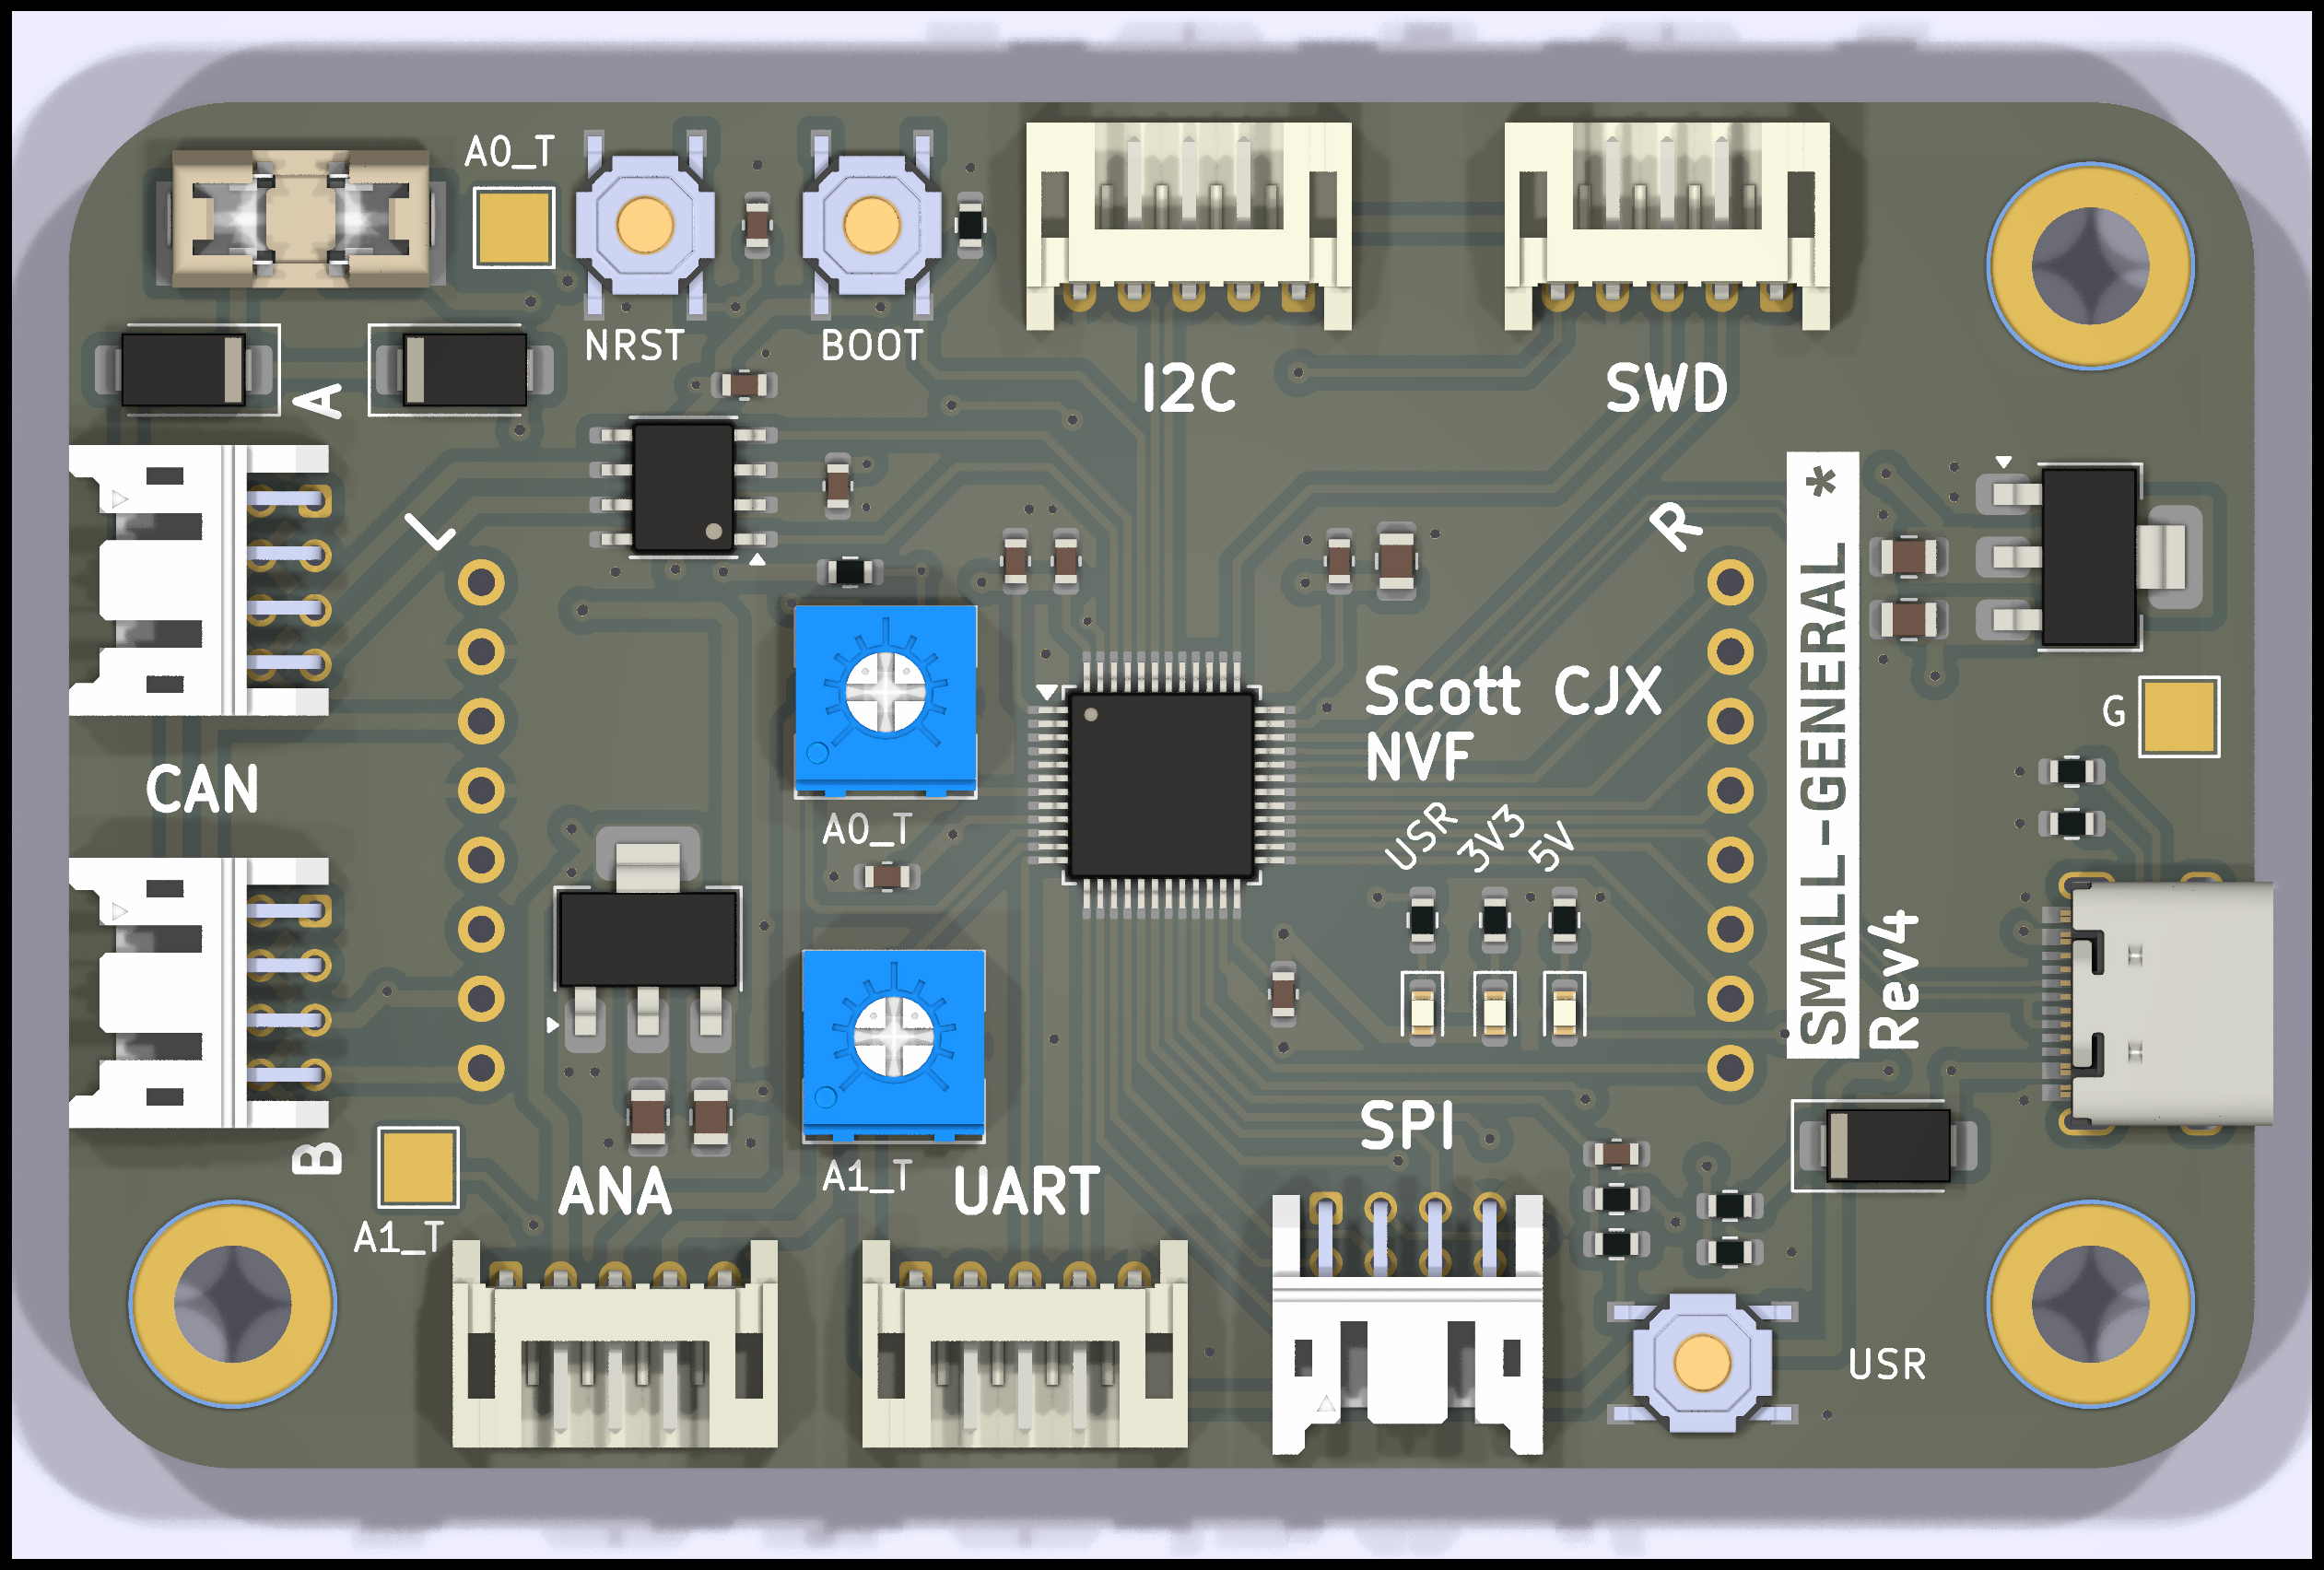 A0_T
NRST
BOOT
I2C
SWD
A
L
R
SMALL-GENERAL *
Rev4
Scott CJX
NVF
G
CAN
A0_T
USR
3V3
5V
B
A1_T
ANA
A1_T
UART
SPI
USR